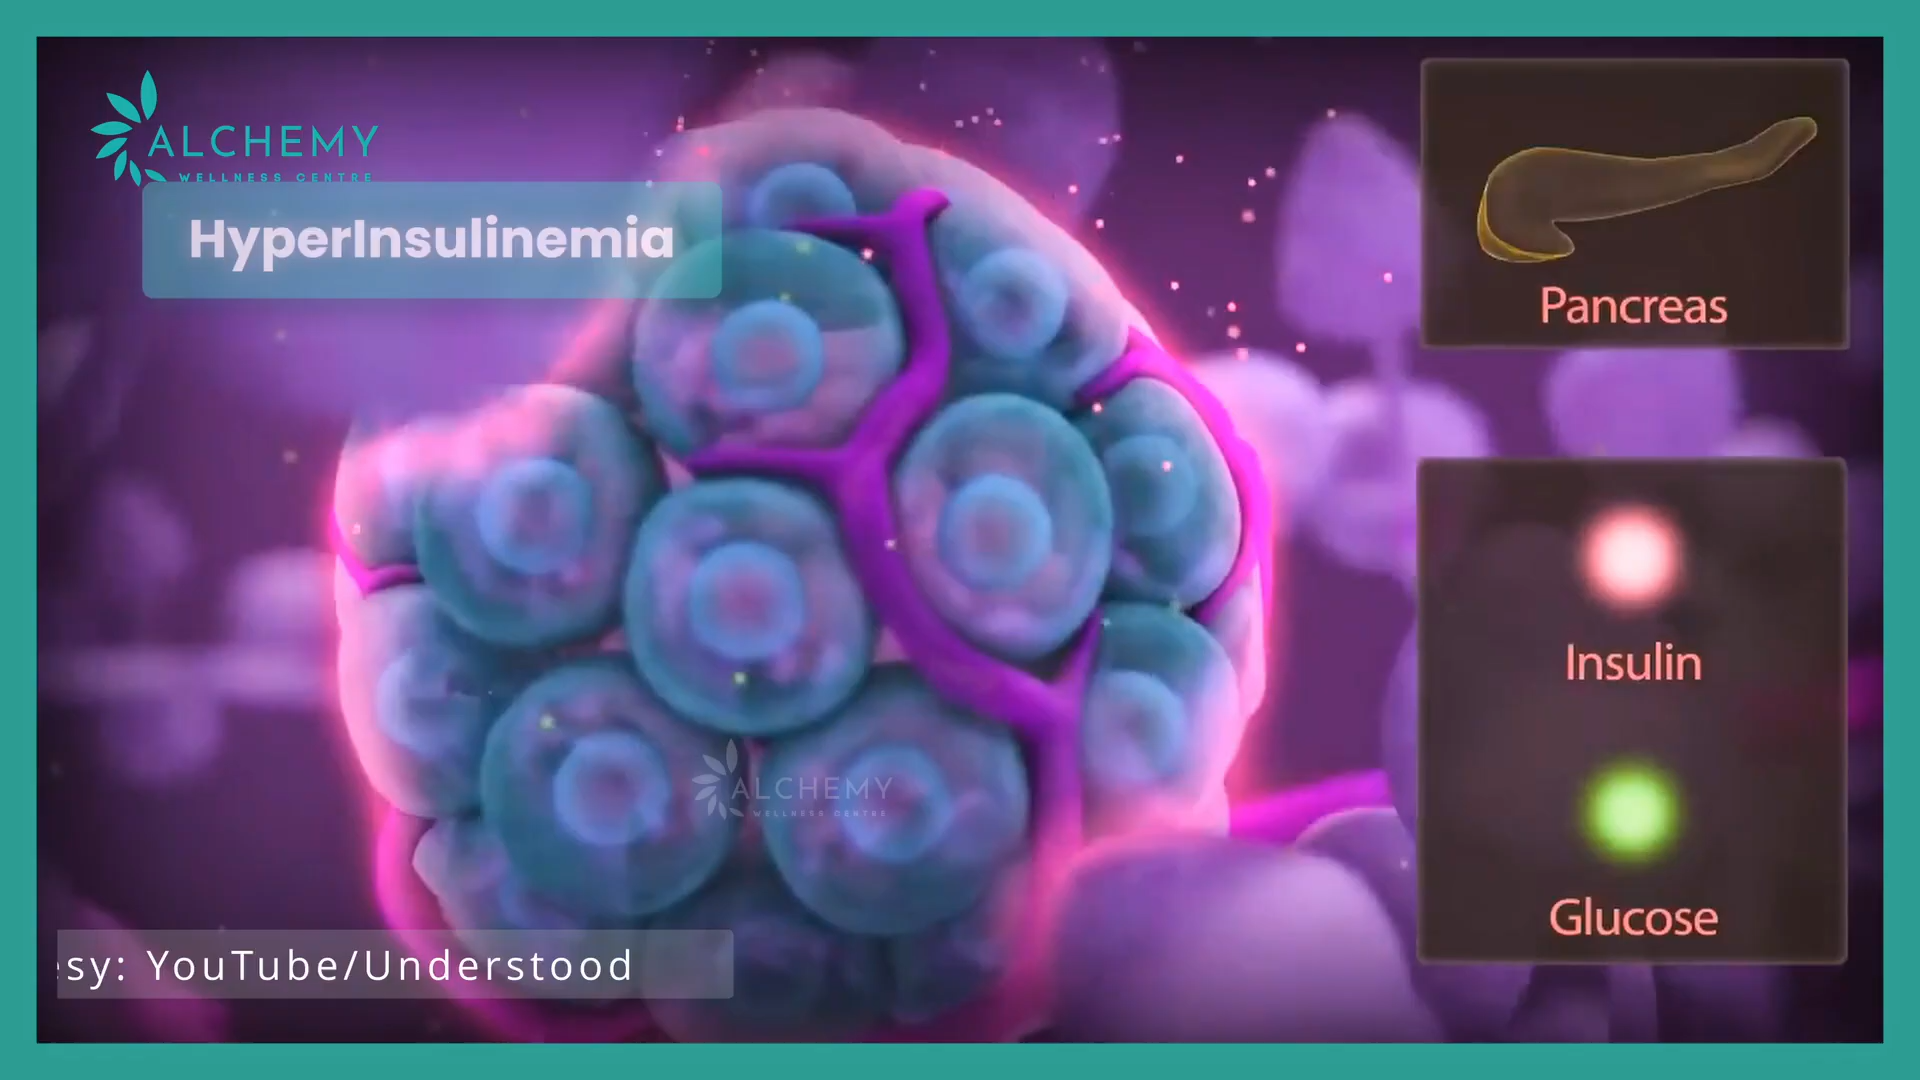 ALCHEMY
WELLNESS CENTRE
HyperInsulinemia
Pancreas
Insulin
Glucose
ALCHEMY
WELLNESS CENTRE
sy: YouTube/Understood